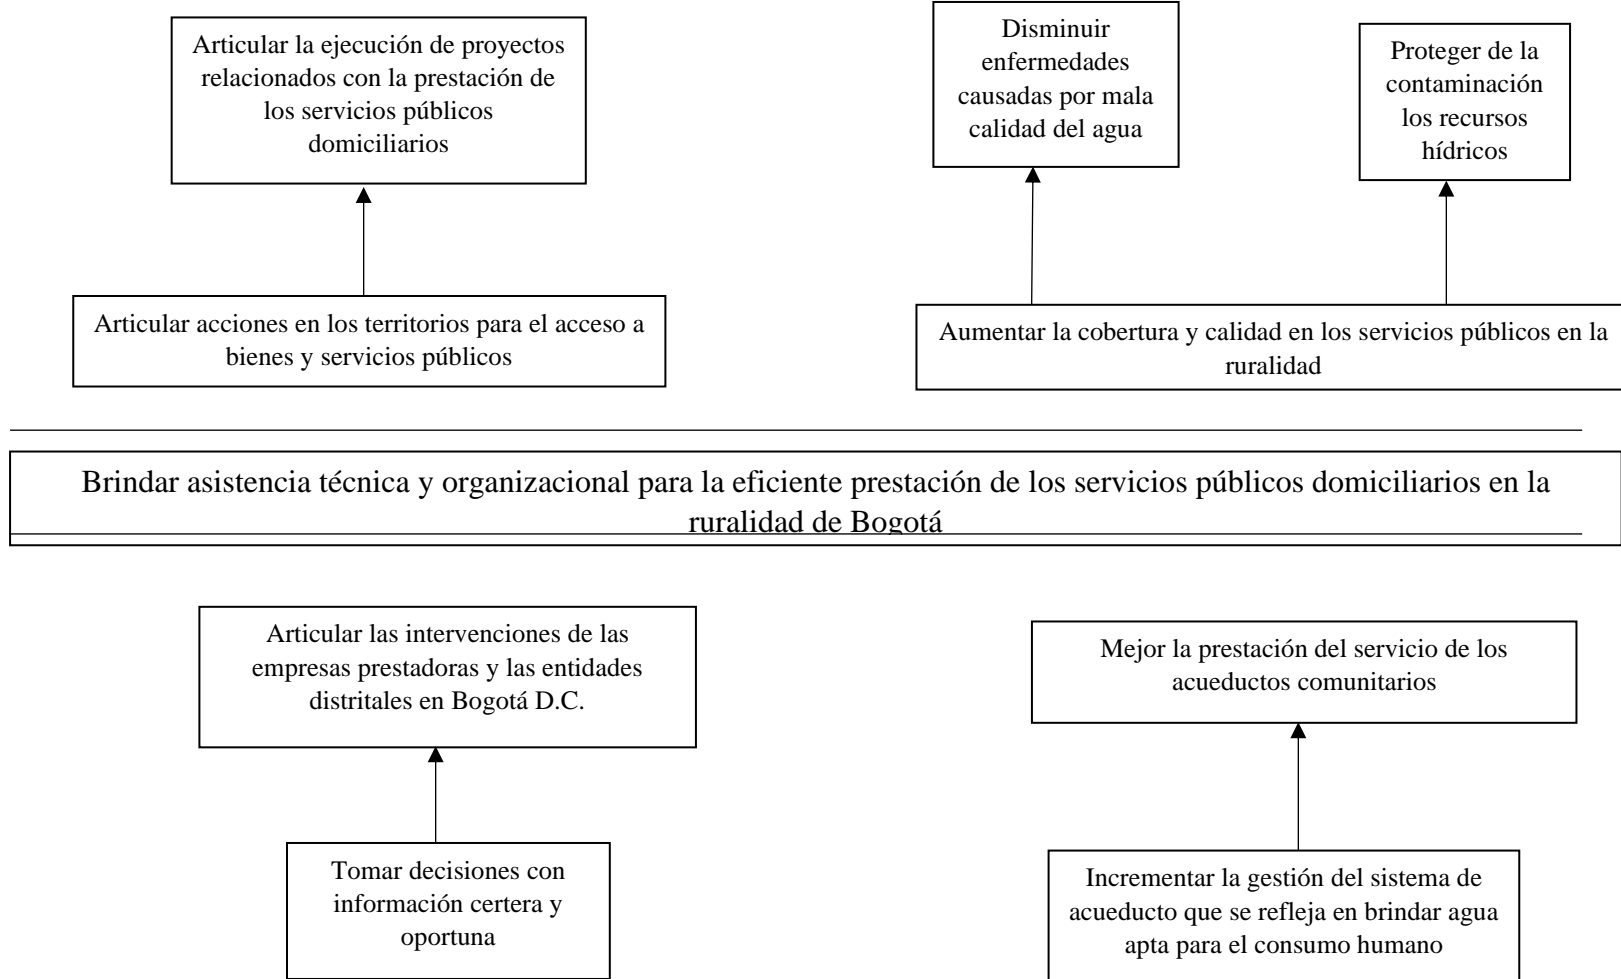 Articular la ejecución de proyectos
relacionados con la prestación de
los servicios públicos
domiciliarios
Disminuir
enfermedades
causadas por mala
calidad del agua
Proteger de la
contaminación
los recursos
hídricos
Articular acciones en los territorios para el acceso a
bienes y servicios públicos
Aumentar la cobertura y calidad en los servicios públicos en la
ruralidad
Brindar asistencia técnica y organizacional para la eficiente prestación de los servicios públicos domiciliarios en la
ruralidad de Bogotá
Articular las intervenciones de las
empresas prestadoras y las entidades
distritales en Bogotá D.C.
Mejor la prestación del servicio de los
acueductos comunitarios
Tomar decisiones con
información certera y
oportuna
Incrementar la gestión del sistema de
acueducto que se refleja en brindar agua
apta para el consumo humano